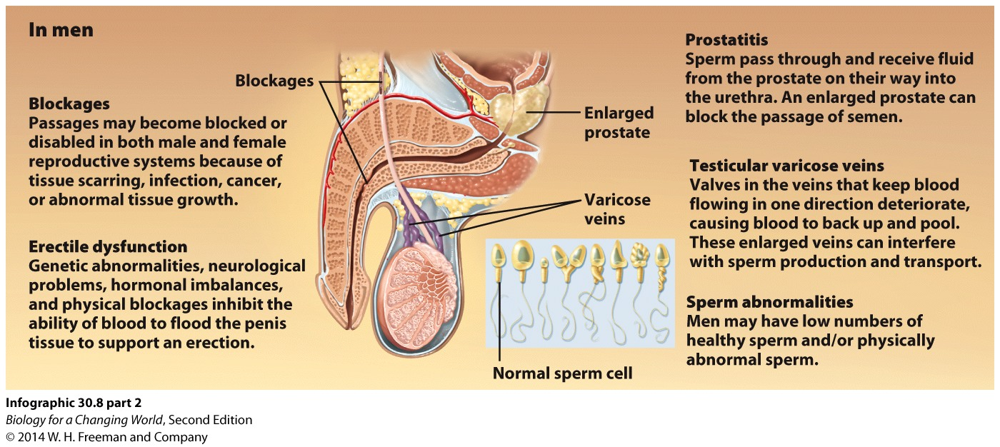 In men
Blockages
Passages may become blocked or
disabled in both male and female
reproductive systems because of
tissue scarring, infection, cancer,
or abnormal tissue growth.
Erectile dysfunction
Genetic abnormalities, neurological
problems, hormonal imbalances,
and physical blockages inhibit the
ability of blood to flood the penis
tissue to support an erection.
Blockages
Enlarged
prostate
Varicose
veins
Normal sperm cell
Prostatitis
Sperm pass through and receive fluid
from the prostate on their way into
the urethra. An enlarged prostate can
block the passage of semen.
Testicular varicose veins
Valves in the veins that keep blood
flowing in one direction deteriorate,
causing blood to back up and pool.
These enlarged veins can interfere
with sperm production and transport.
Sperm abnormalities
Men may have low numbers of
healthy sperm and/or physically
abnormal sperm.
Infographic 30.8 part 2
Biology for a Changing World, Second Edition
© 2014 W. H. Freeman and Company